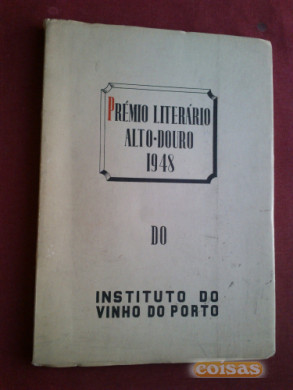 PRÉMIO LITERÁRIO
ALTO-DOURO
1948
DO
INSTITUTO DO
VINHO DO PORTO
coisas